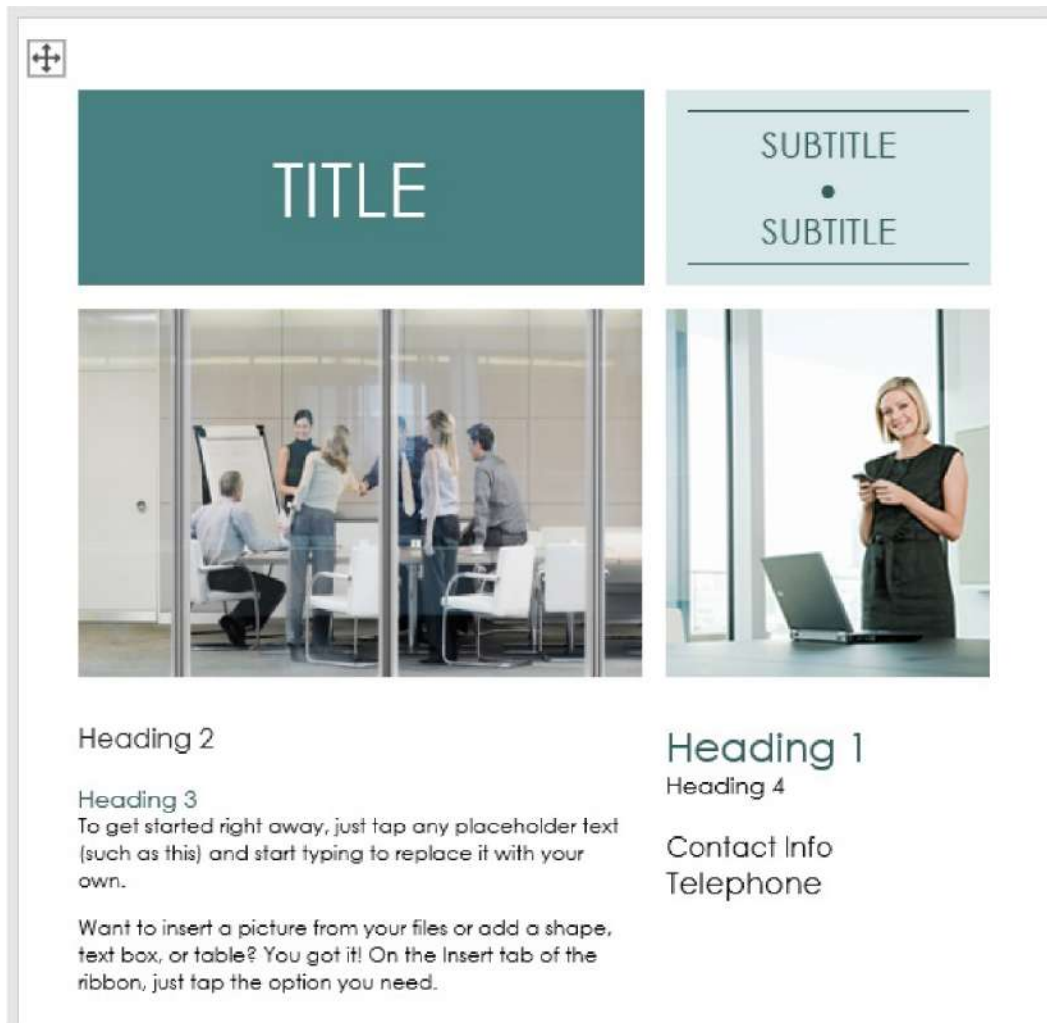 TITLE
SUBTITLE
•
SUBTITLE
Heading 2
Heading 3
To get started right away, just tap any placeholder text
(such as this) and start typing to replace it with your
own.
Want to insert a picture from your files or add a shape,
text box, or table? You got it! On the Insert tab of the
ribbon, just tap the option you need.
Heading 1
Heading 4
Contact Info
Telephone